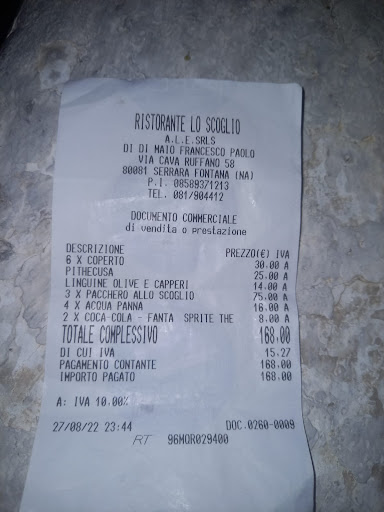 RISTORANTE LO SCOGLIO
A.L.E.SRLS
DI DI MAIO FRANCESCO PAOLO
VIA CAVA RUFFANO 58
80081 SERRARA FONTANA (NA)
P.I. 08589371213
TEL. 081/904412
DOCUMENTO COMMERCIALE
di vendita o prestazione
DESCRIZIONE PREZZO(€) IVA
6 X COPERTO 30.00 A
PITHECUSA 25.00 A
LINGUINE OLIVE E CAPPERI 14.00 A
3 X PACCHERO ALLO SCOGLIO 75.00 A
4 X ACQUA PANNA 16.00 A
2 X COCA-COLA - FANTA SPRITE THE 8.00 A
TOTALE COMPLESSIVO 168.00
DI CUI IVA 15.27
PAGAMENTO CONTANTE 168.00
IMPORTO PAGATO 168.00
A: IVA 10.00%
27/08/22 23:44 DOC.0260-0009
RT 96MQR029400